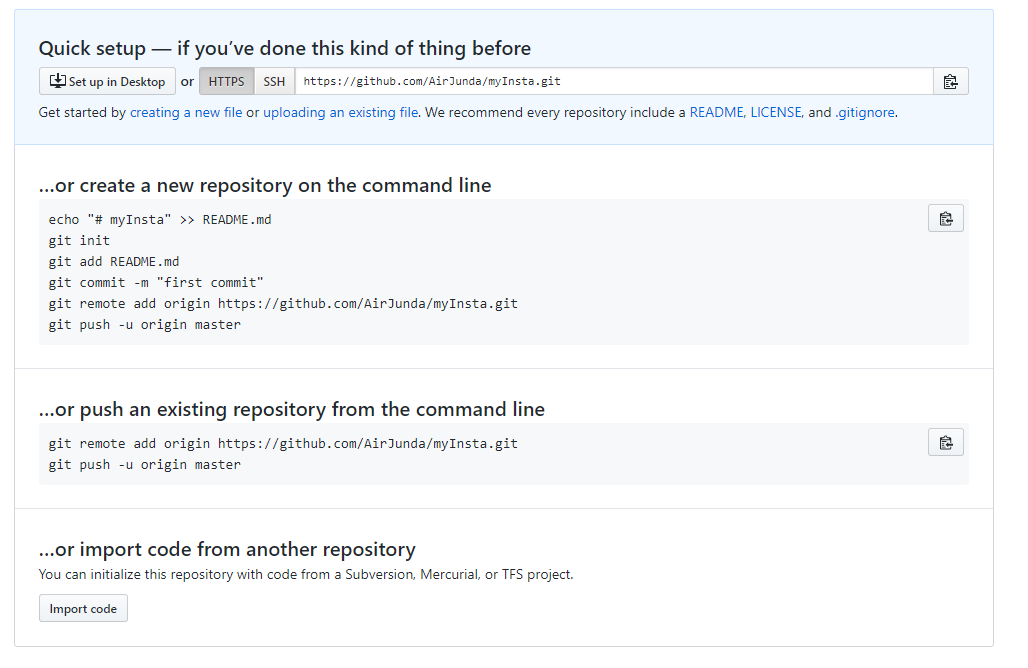 Quick setup — if you’ve done this kind of thing before
Set up in Desktop or HTTPS SSH https://github.com/AirJunda/myInsta.git
Get started by creating a new file or uploading an existing file. We recommend every repository include a README, LICENSE, and .gitignore.
…or create a new repository on the command line
echo "# myInsta" >> README.md
git init
git add README.md
git commit -m "first commit"
git remote add origin https://github.com/AirJunda/myInsta.git
git push -u origin master
…or push an existing repository from the command line
git remote add origin https://github.com/AirJunda/myInsta.git
git push -u origin master
…or import code from another repository
You can initialize this repository with code from a Subversion, Mercurial, or TFS project.
Import code